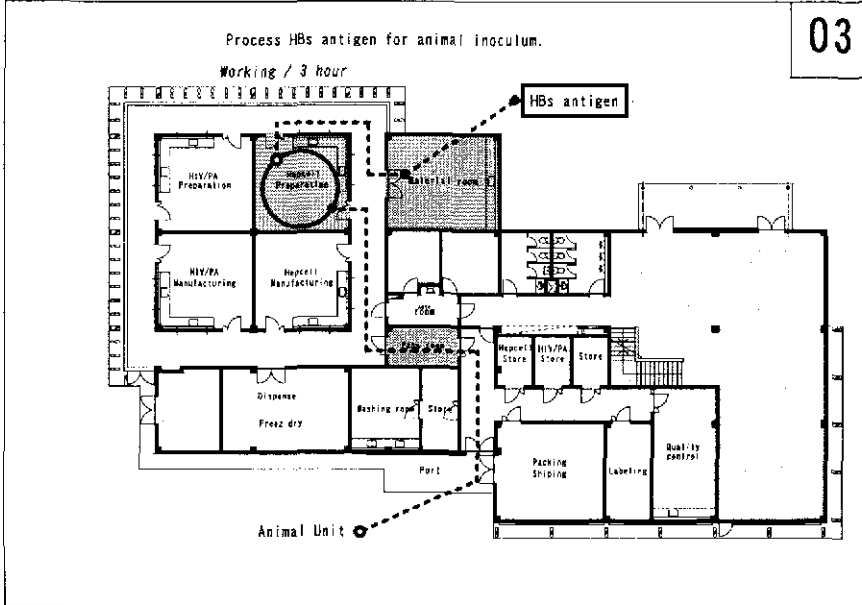 03
Process HBs antigen for animal inoculum.
Working / 3 hour
HBs antigen
HIV/PA
Preparation
Hepcell
Preparation
Material room
HIV/PA
Manufacturing
Hepcell
Manufacturing
room
Hepcell
Store
HIV/PA
Store
Store
Dispense
Freez dry
Washing room
Store
Port
Packing
Shiping
Labeling
Quality
control
Animal Unit